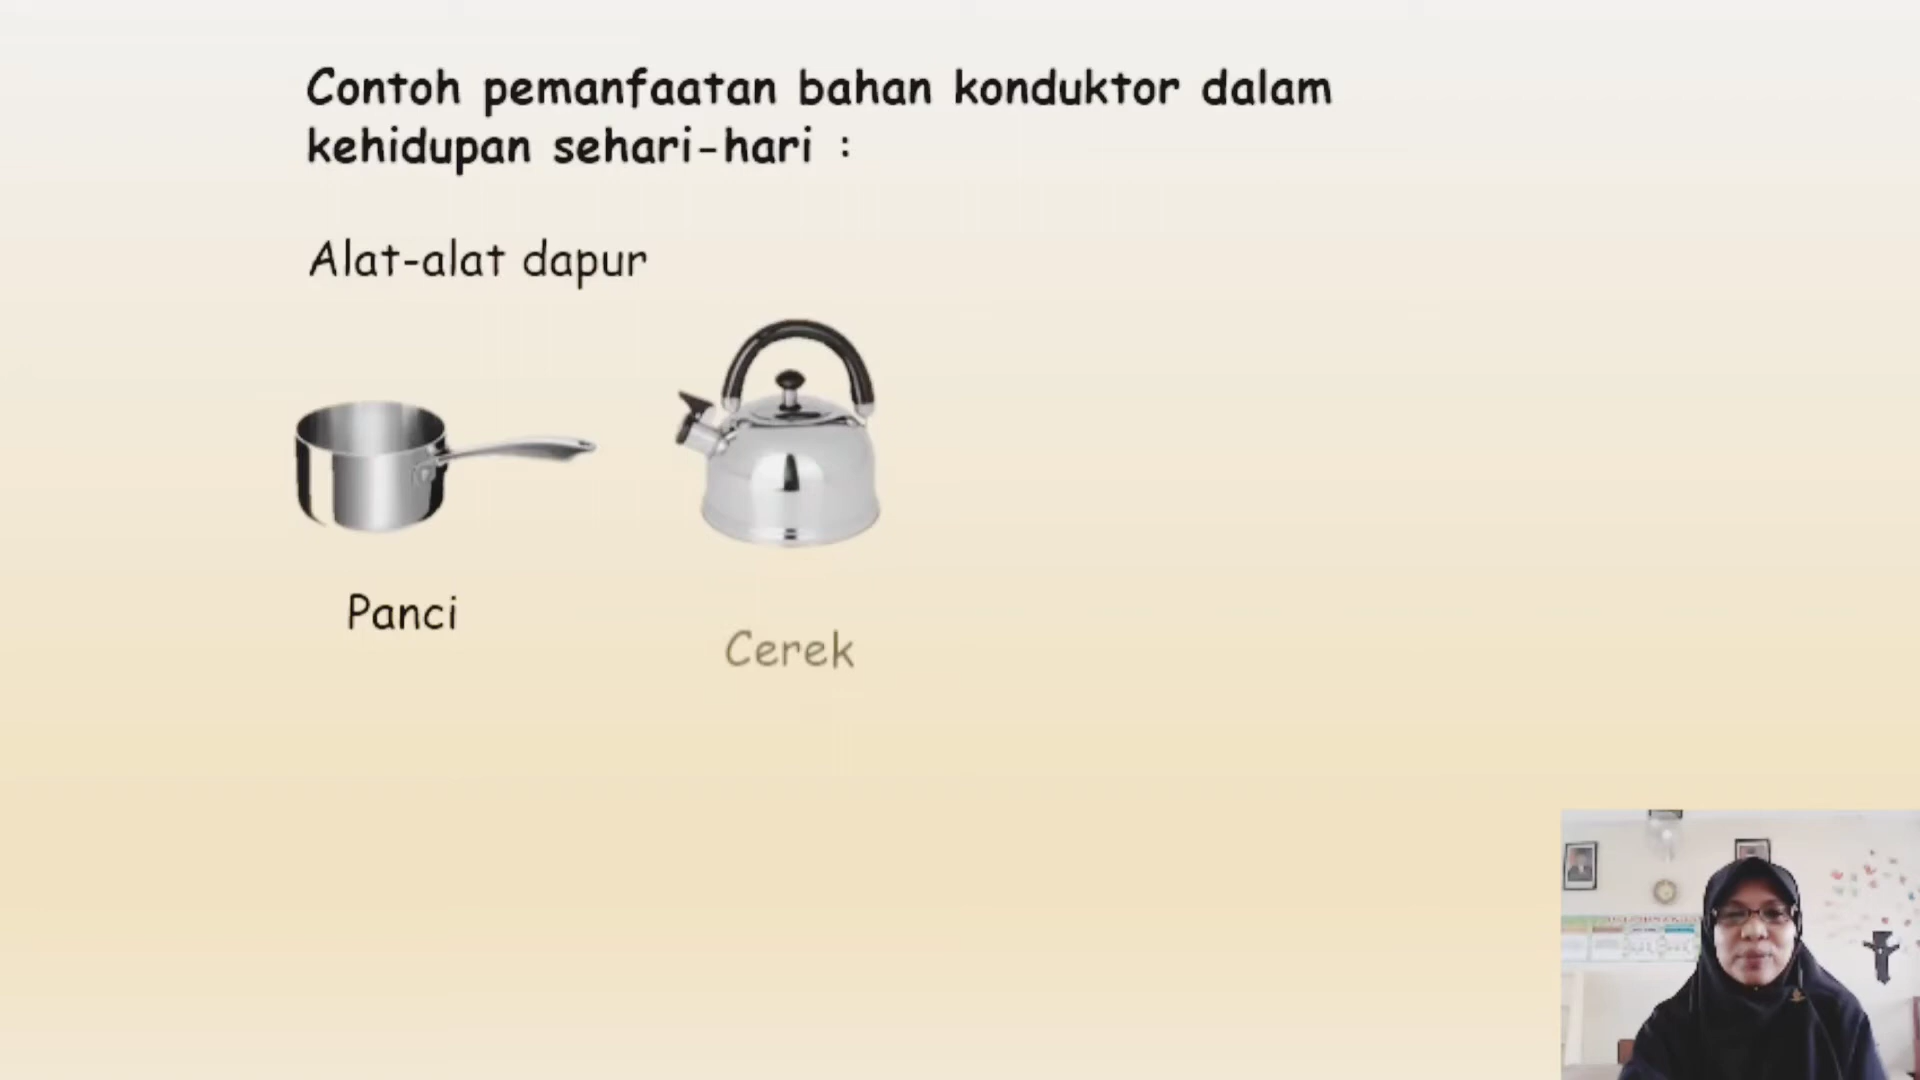 Contoh pemanfaatan bahan konduktor dalam
kehidupan sehari-hari :
Alat-alat dapur
Panci
Cerek